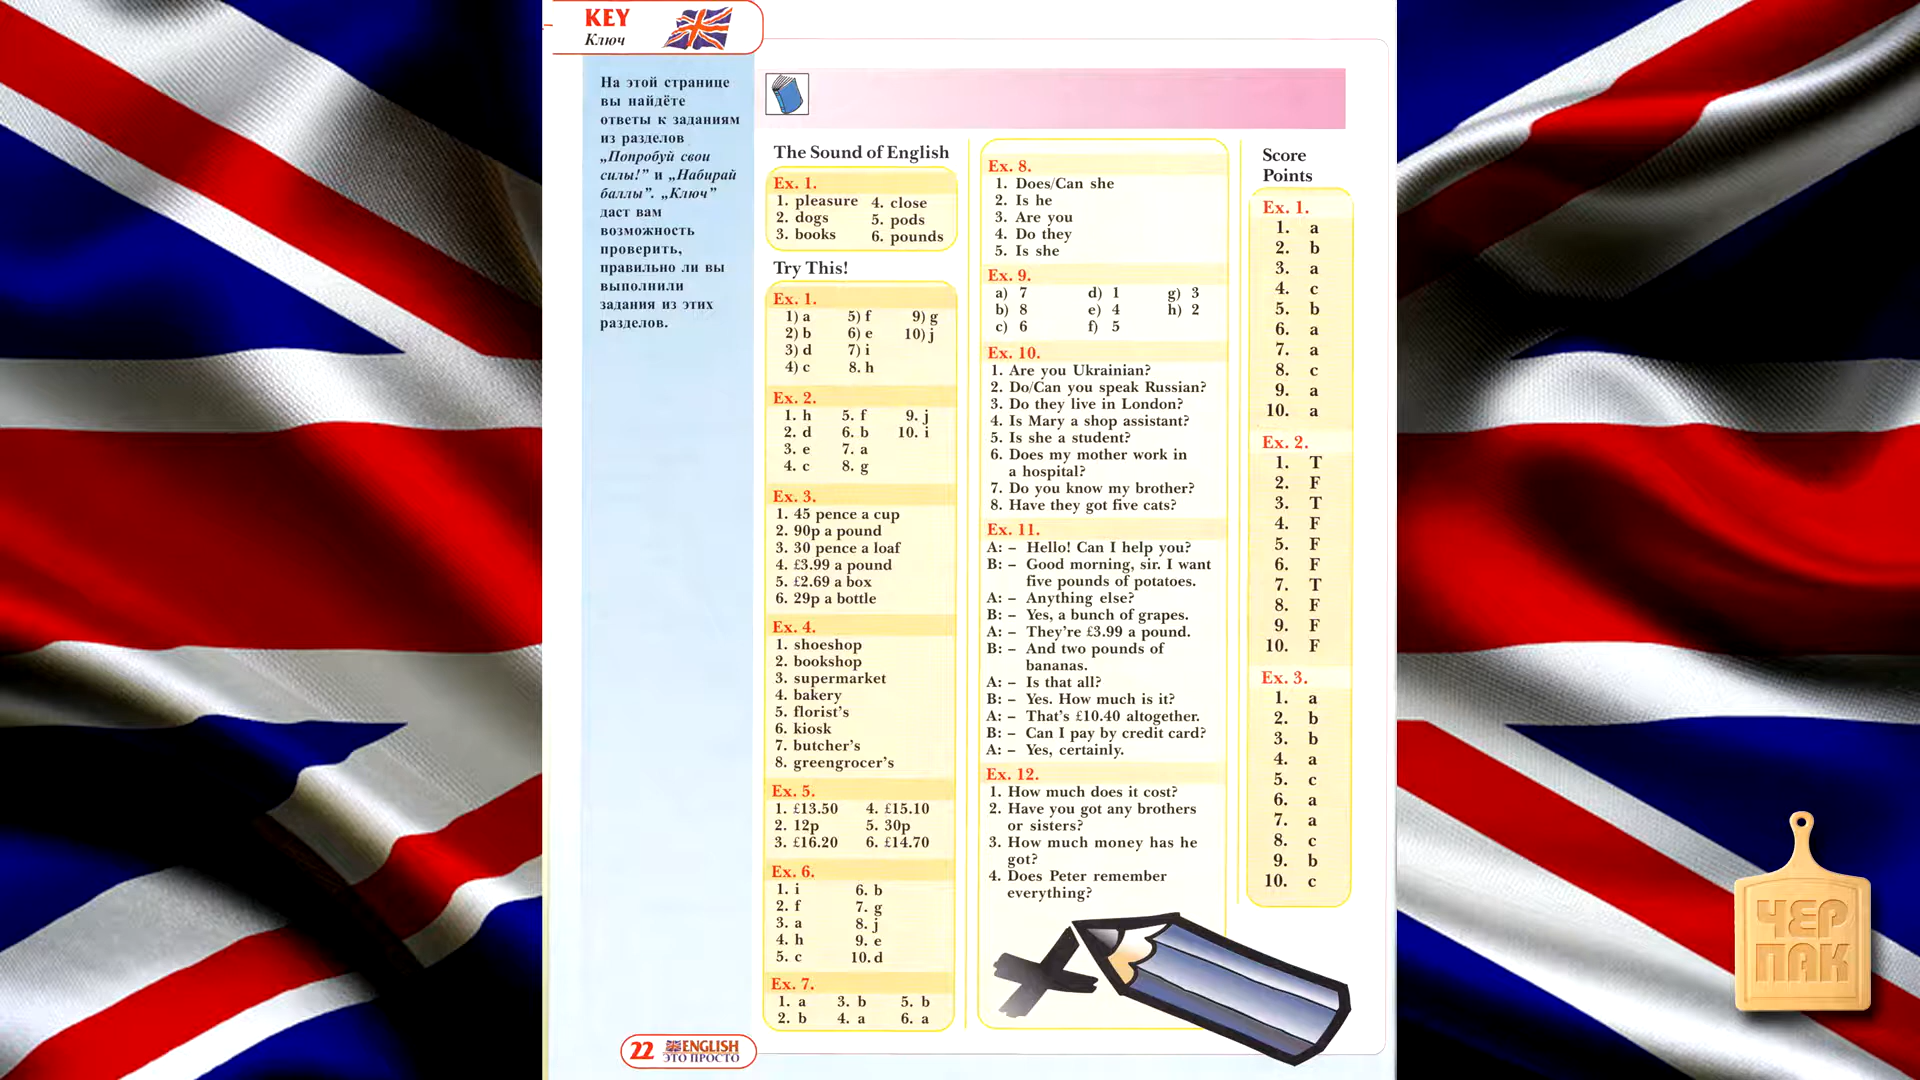 KEY
Ключ
На этой странице
вы найдёте
ответы к заданиям
из разделов
„Попробуй свои
силы!” и „Набирай
баллы”. „Ключ”
даст вам
возможность
проверить,
правильно ли вы
выполнили
задания из этих
разделов.
The Sound of English
Ex. 1.
1. pleasure 4. close
2. dogs 5. pods
3. books 6. pounds
Try This!
Ex. 1.
1) a 5) f 9) g
2) b 6) e 10) j
3) d 7) i
4) c 8. h
Ex. 2.
1. h 5. f 9. j
2. d 6. b 10. i
3. e 7. a
4. c 8. g
Ex. 3.
1. 45 pence a cup
2. 90p a pound
3. 30 pence a loaf
4. £3.99 a pound
5. £2.69 a box
6. 29p a bottle
Ex. 4.
1. shoeshop
2. bookshop
3. supermarket
4. bakery
5. florist's
6. kiosk
7. butcher's
8. greengrocer's
Ex. 5.
1. £13.50 4. £15.10
2. 12p 5. 30p
3. £16.20 6. £14.70
Ex. 6.
1. i 6. b
2. f 7. g
3. a 8. j
4. h 9. e
5. c 10. d
Ex. 7.
1. a 3. b 5. b
2. b 4. a 6. a
Ex. 8.
1. Does/Can she
2. Is he
3. Are you
4. Do they
5. Is she
Ex. 9.
a) 7 d) 1 g) 3
b) 8 e) 4 h) 2
c) 6 f) 5
Ex. 10.
1. Are you Ukrainian?
2. Do/Can you speak Russian?
3. Do they live in London?
4. Is Mary a shop assistant?
5. Is she a student?
6. Does my mother work in
a hospital?
7. Do you know my brother?
8. Have they got five cats?
Ex. 11.
A: – Hello! Can I help you?
B: – Good morning, sir. I want
five pounds of potatoes.
A: – Anything else?
B: – Yes, a bunch of grapes.
A: – They're £3.99 a pound.
B: – And two pounds of
bananas.
A: – Is that all?
B: – Yes. How much is it?
A: – That's £10.40 altogether.
B: – Can I pay by credit card?
A: – Yes, certainly.
Ex. 12.
1. How much does it cost?
2. Have you got any brothers
or sisters?
3. How much money has he
got?
4. Does Peter remember
everything?
Score
Points
Ex. 1.
1. a
2. b
3. a
4. c
5. b
6. a
7. a
8. c
9. a
10. a
Ex. 2.
1. T
2. F
3. T
4. F
5. F
6. F
7. T
8. F
9. F
10. F
Ex. 3.
1. a
2. b
3. b
4. a
5. c
6. a
7. a
8. c
9. b
10. c
22 ENGLISH
ЭТО ПРОСТО
ЧЕР
ПАК